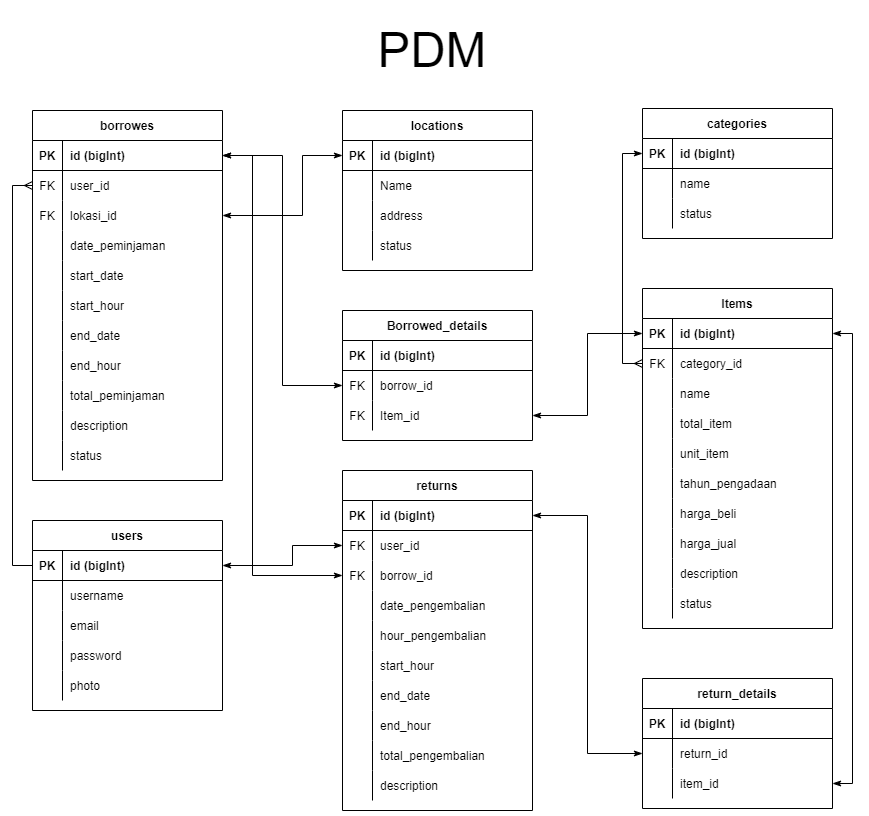 PDM
borrowes
PK id (bigInt)
FK user_id
FK lokasi_id
date_peminjaman
start_date
start_hour
end_date
end_hour
total_peminjaman
description
status
locations
PK id (bigInt)
Name
address
status
categories
PK id (bigInt)
name
status
Borrowed_details
PK id (bigInt)
FK borrow_id
FK Item_id
Items
PK id (bigInt)
FK category_id
name
total_item
unit_item
tahun_pengadaan
harga_beli
harga_jual
description
status
users
PK id (bigInt)
username
email
password
photo
returns
PK id (bigInt)
FK user_id
FK borrow_id
date_pengembalian
hour_pengembalian
start_hour
end_date
end_hour
total_pengembalian
description
return_details
PK id (bigInt)
return_id
item_id